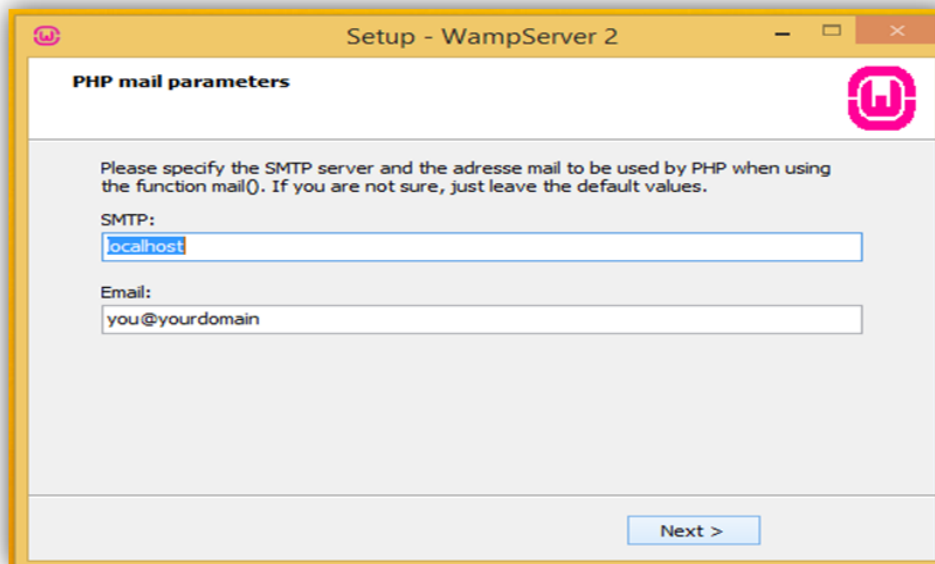 Setup - WampServer 2
PHP mail parameters
Please specify the SMTP server and the adresse mail to be used by PHP when using
the function mail(). If you are not sure, just leave the default values.
SMTP:
localhost
Email:
you@yourdomain
Next >